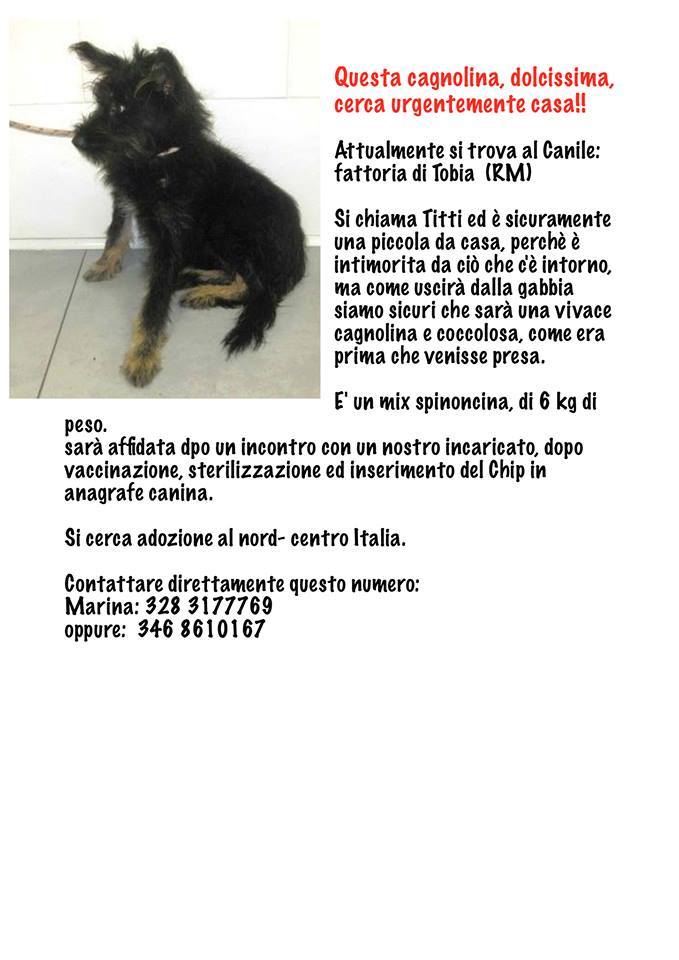 Questa cagnolina, dolcissima,
cerca urgentemente casa!!
Attualmente si trova al Canile:
fattoria di Tobia (RM)
Si chiama Titti ed è sicuramente
una piccola da casa, perchè è
intimorita da ciò che c'è intorno,
ma come uscirà dalla gabbia
siamo sicuri che sarà una vivace
cagnolina e coccolosa, come era
prima che venisse presa.
E' un mix spinoncina, di 6 kg di
peso.
sarà affidata dpo un incontro con un nostro incaricato, dopo
vaccinazione, sterilizzazione ed inserimento del Chip in
anagrafe canina.
Si cerca adozione al nord- centro Italia.
Contattare direttamente questo numero:
Marina: 328 3177769
oppure: 346 8610167